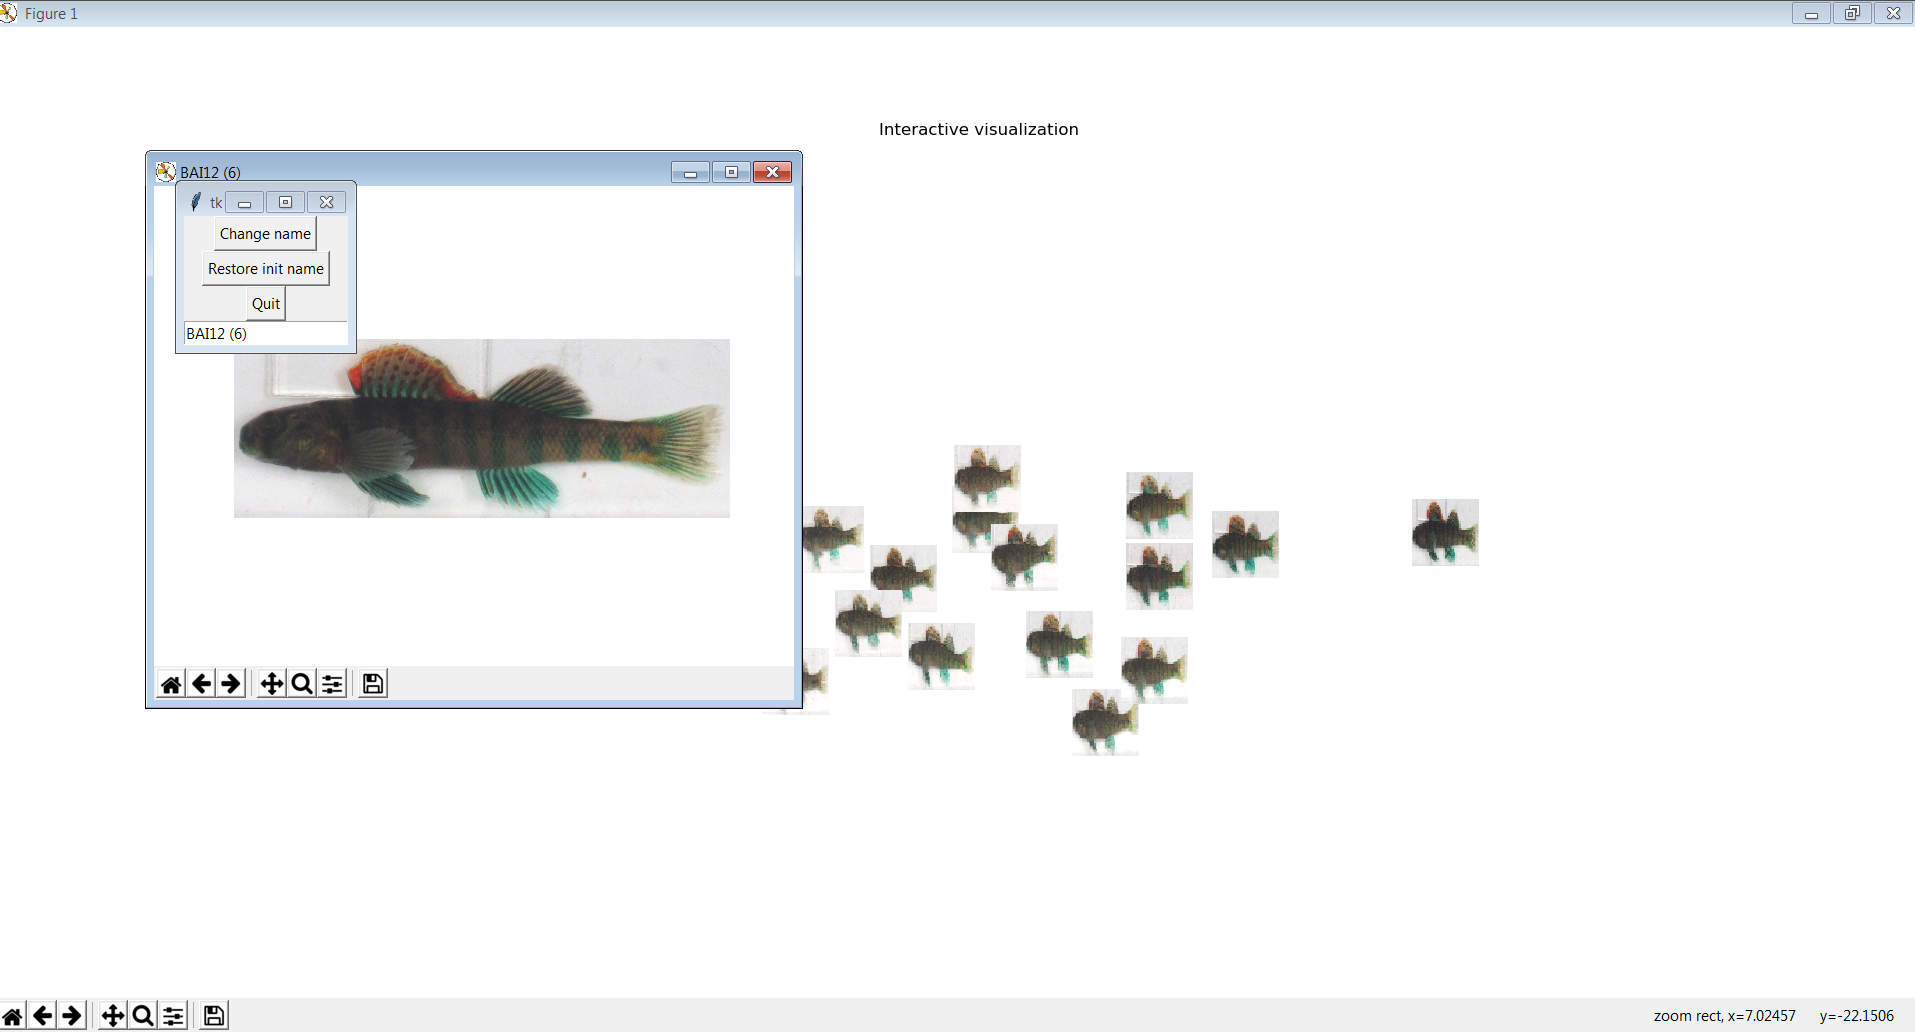 Figure 1
Interactive visualization
BAI12 (6)
tk
Change name
Restore init name
Quit
BAI12 (6)
zoom rect, x=7.02457 y=-22.1506